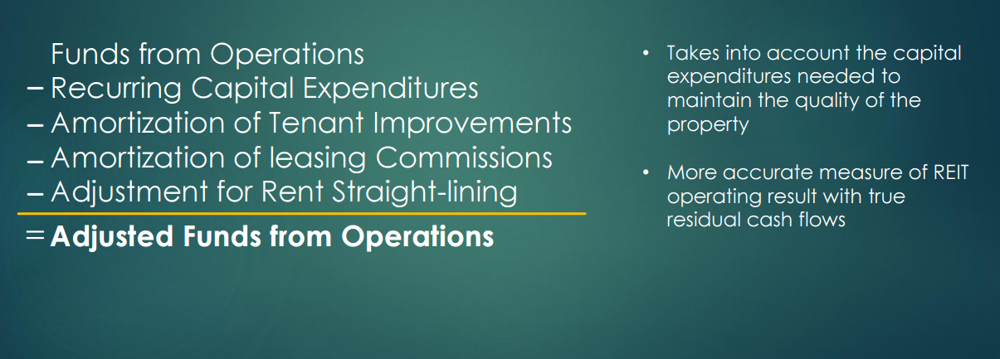 Funds from Operations
– Recurring Capital Expenditures
– Amortization of Tenant Improvements
– Amortization of leasing Commissions
– Adjustment for Rent Straight-lining
= Adjusted Funds from Operations
• Takes into account the capital
expenditures needed to
maintain the quality of the
property
• More accurate measure of REIT
operating result with true
residual cash flows